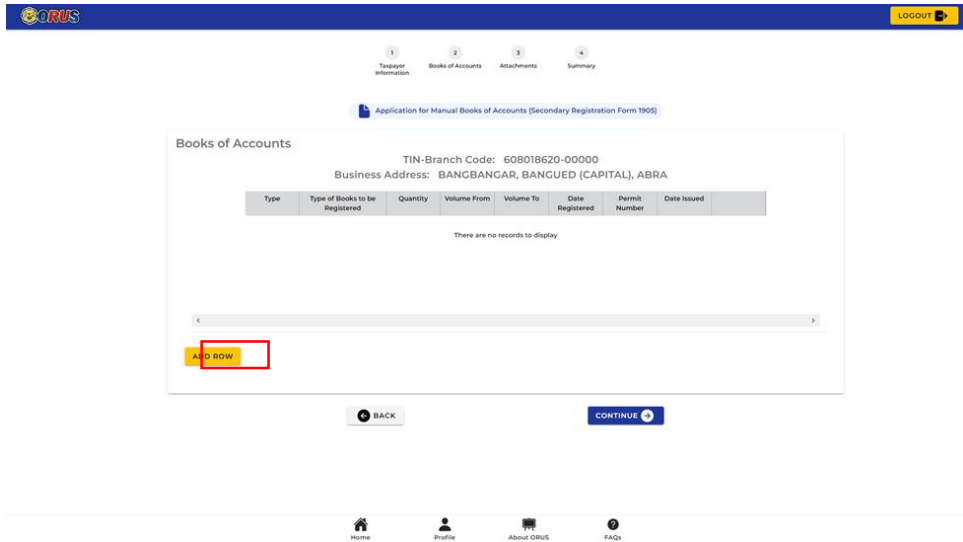 ORUS
LOGOUT
1
2
3
4
Taxpayer
Information
Books of Accounts
Attachments
Summary
Application for Manual Books of Accounts (Secondary Registration Form 1905)
Books of Accounts
TIN-Branch Code: 608018620-00000
Business Address: BANGBANGAR, BANGUED (CAPITAL), ABRA
Type
Type of Books to be
Registered
Quantity
Volume From
Volume To
Date
Registered
Permit
Number
Date Issued
There are no records to display
ADD ROW
BACK
CONTINUE
Home
Profile
About ORUS
FAQs